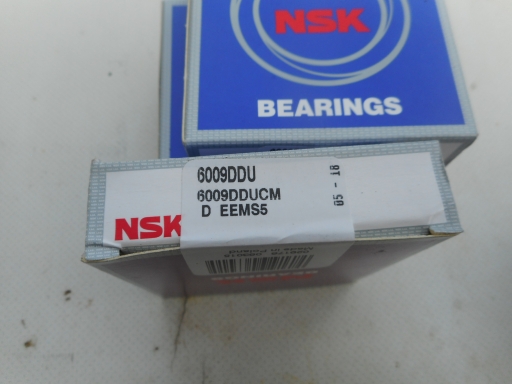 NSK
BEARINGS
6009DDU
6009DDUCM
D EEMS5
05 - 18
NSK